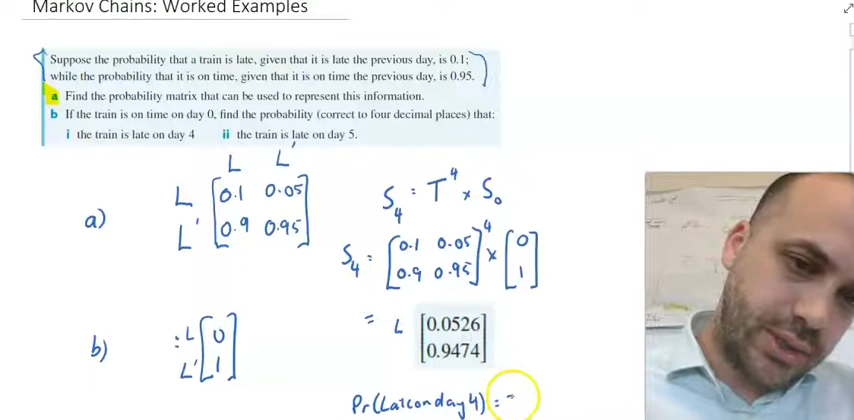 Markov Chains: Worked Examples
Suppose the probability that a train is late, given that it is late the previous day, is 0.1;
while the probability that it is on time, given that it is on time the previous day, is 0.95.
a Find the probability matrix that can be used to represent this information.
b If the train is on time on day 0, find the probability (correct to four decimal places) that:
i the train is late on day 4 ii the train is late on day 5.
L L'
a) L [0.1 0.05]
L' [0.9 0.95]
S₄ = T⁴ × S₀
S₄ = [0.1 0.05]⁴ × [0]
[0.9 0.95] [1]
= L [0.0526]
[0.9474]
b) : L [0]
L' [1]
Pr(Late on day 4) =